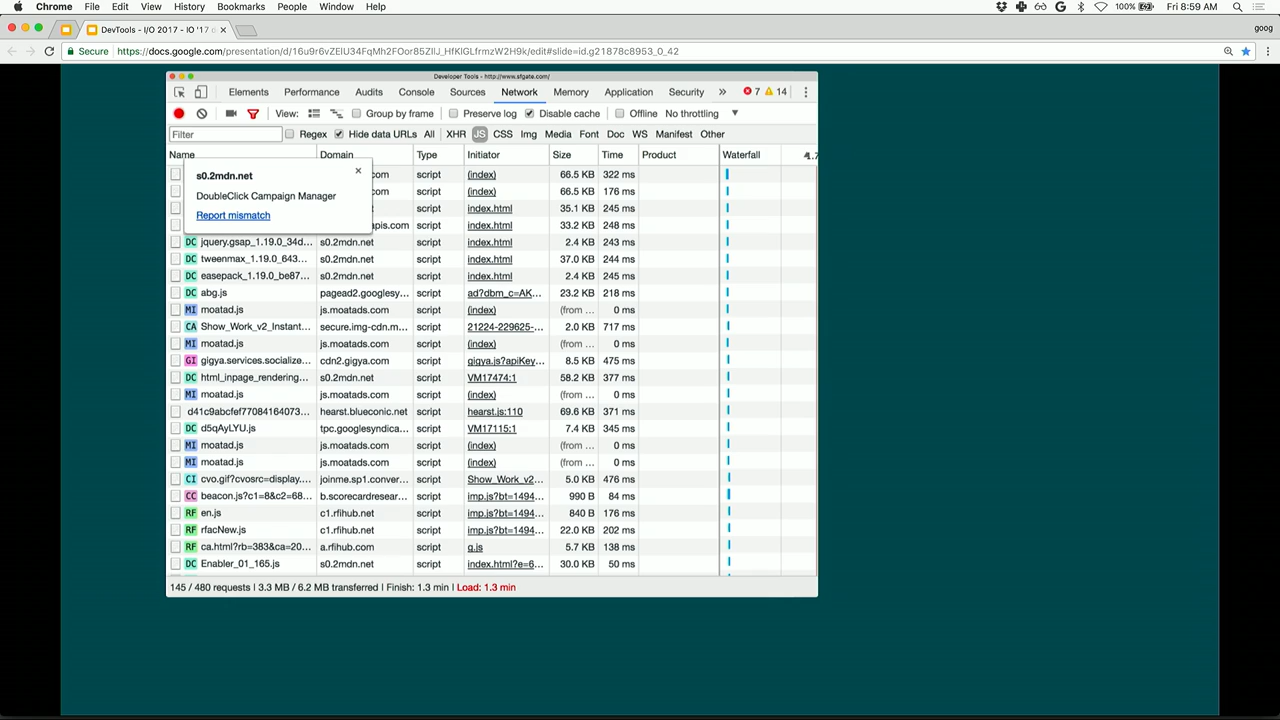 Chrome File Edit View History Bookmarks People Window Help 100% Fri 8:59 AM
DevTools - I/O 2017 - IO '17 d × goog
Secure https://docs.google.com/presentation/d/16u9r6vZEIU34FqMh2FOor85ZIlJ_HfKlGLfrmzW2H9k/edit#slide=id.g21878c8953_0_42
Developer Tools - http://www.sfgate.com/
Elements Performance Audits Console Sources Network Memory Application Security » 7 14
View: Group by frame Preserve log Disable cache Offline No throttling
Filter Regex Hide data URLs All XHR JS CSS Img Media Font Doc WS Manifest Other
Name Domain Type Initiator Size Time Product Waterfall
com script (index) 66.5 KB 322 ms
com script (index) 66.5 KB 176 ms
script index.html 35.1 KB 245 ms
apis.com script index.html 33.2 KB 248 ms
s0.2mdn.net ×
DoubleClick Campaign Manager
Report mismatch
DC jquery.gsap_1.19.0_34d... s0.2mdn.net script index.html 2.4 KB 243 ms
DC tweenmax_1.19.0_643... s0.2mdn.net script index.html 37.0 KB 244 ms
DC easepack_1.19.0_be87... s0.2mdn.net script index.html 2.4 KB 245 ms
DC abg.js pagead2.googlesy... script ad?dbm_c=AK... 23.2 KB 218 ms
MI moatad.js js.moatads.com script (index) (from ... 0 ms
CA Show_Work_v2_Instant... secure.img-cdn.m... script 21224-229625-... 2.0 KB 717 ms
MI moatad.js js.moatads.com script (index) (from ... 0 ms
GI gigya.services.socialize... cdn2.gigya.com script gigya.js?apiKey... 8.5 KB 475 ms
DC html_inpage_rendering... s0.2mdn.net script VM17474:1 58.2 KB 377 ms
MI moatad.js js.moatads.com script (index) (from ... 0 ms
d41c9abcfef77084164073... hearst.blueconic.net script hearst.js:110 69.6 KB 371 ms
DC d5qAyLYU.js tpc.googlesyndica... script VM17115:1 7.4 KB 345 ms
MI moatad.js js.moatads.com script (index) (from ... 0 ms
MI moatad.js js.moatads.com script (index) (from ... 0 ms
CI cvo.gif?cvosrc=display... joinme.sp1.conver... script Show_Work_v2... 5.0 KB 476 ms
CC beacon.js?c1=8&c2=68... b.scorecardresear... script imp.js?bt=1494... 990 B 84 ms
RF en.js c1.rfihub.net script imp.js?bt=1494... 840 B 176 ms
RF rfacNew.js c1.rfihub.net script imp.js?bt=1494... 22.0 KB 202 ms
RF ca.html?rb=383&ca=20... a.rfihub.com script g.js 5.7 KB 138 ms
DC Enabler_01_165.js s0.2mdn.net script index.html?e=6... 30.0 KB 50 ms
145 / 480 requests | 3.3 MB / 6.2 MB transferred | Finish: 1.3 min | Load: 1.3 min